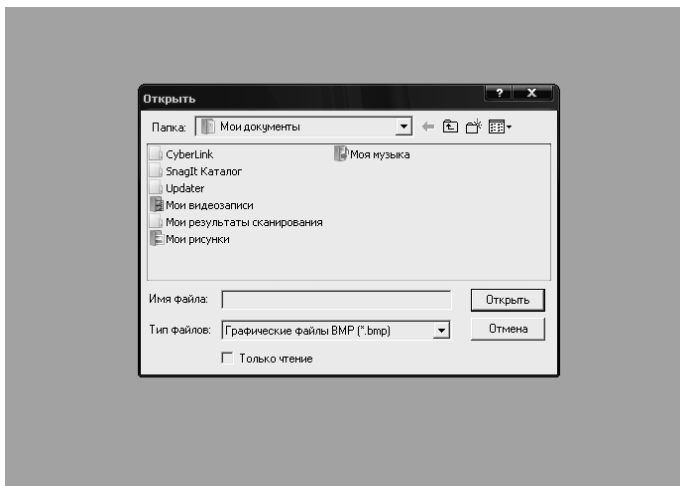 Открыть
? X
Папка: Мои документы
CyberLink
SnagIt Каталог
Updater
Мои видеозаписи
Мои результаты сканирования
Мои рисунки
Моя музыка
Имя файла:
Открыть
Тип файлов: Графические файлы BMP (*.bmp)
Отмена
Только чтение